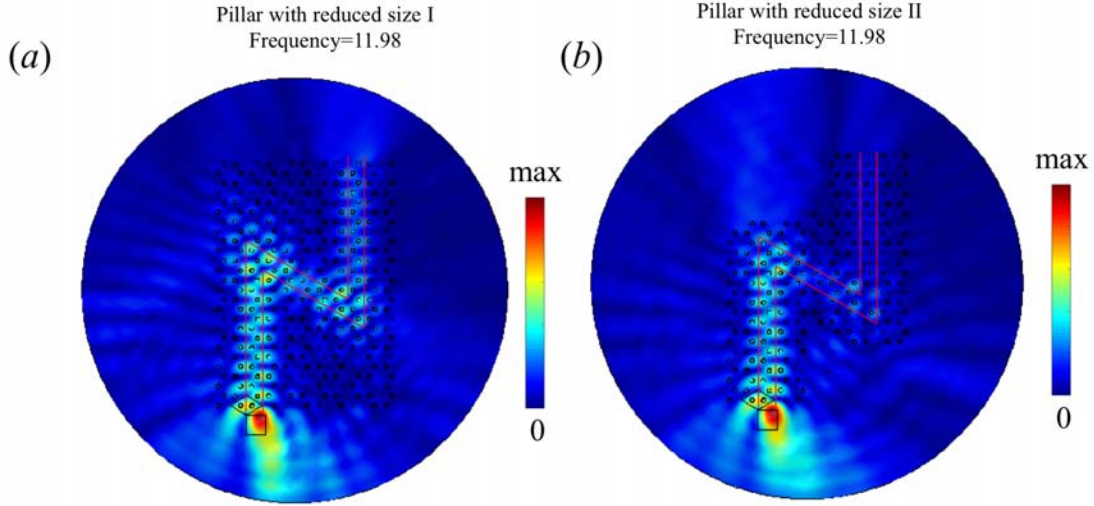 (a)
Pillar with reduced size I
Frequency=11.98
max
0
(b)
Pillar with reduced size II
Frequency=11.98
max
0